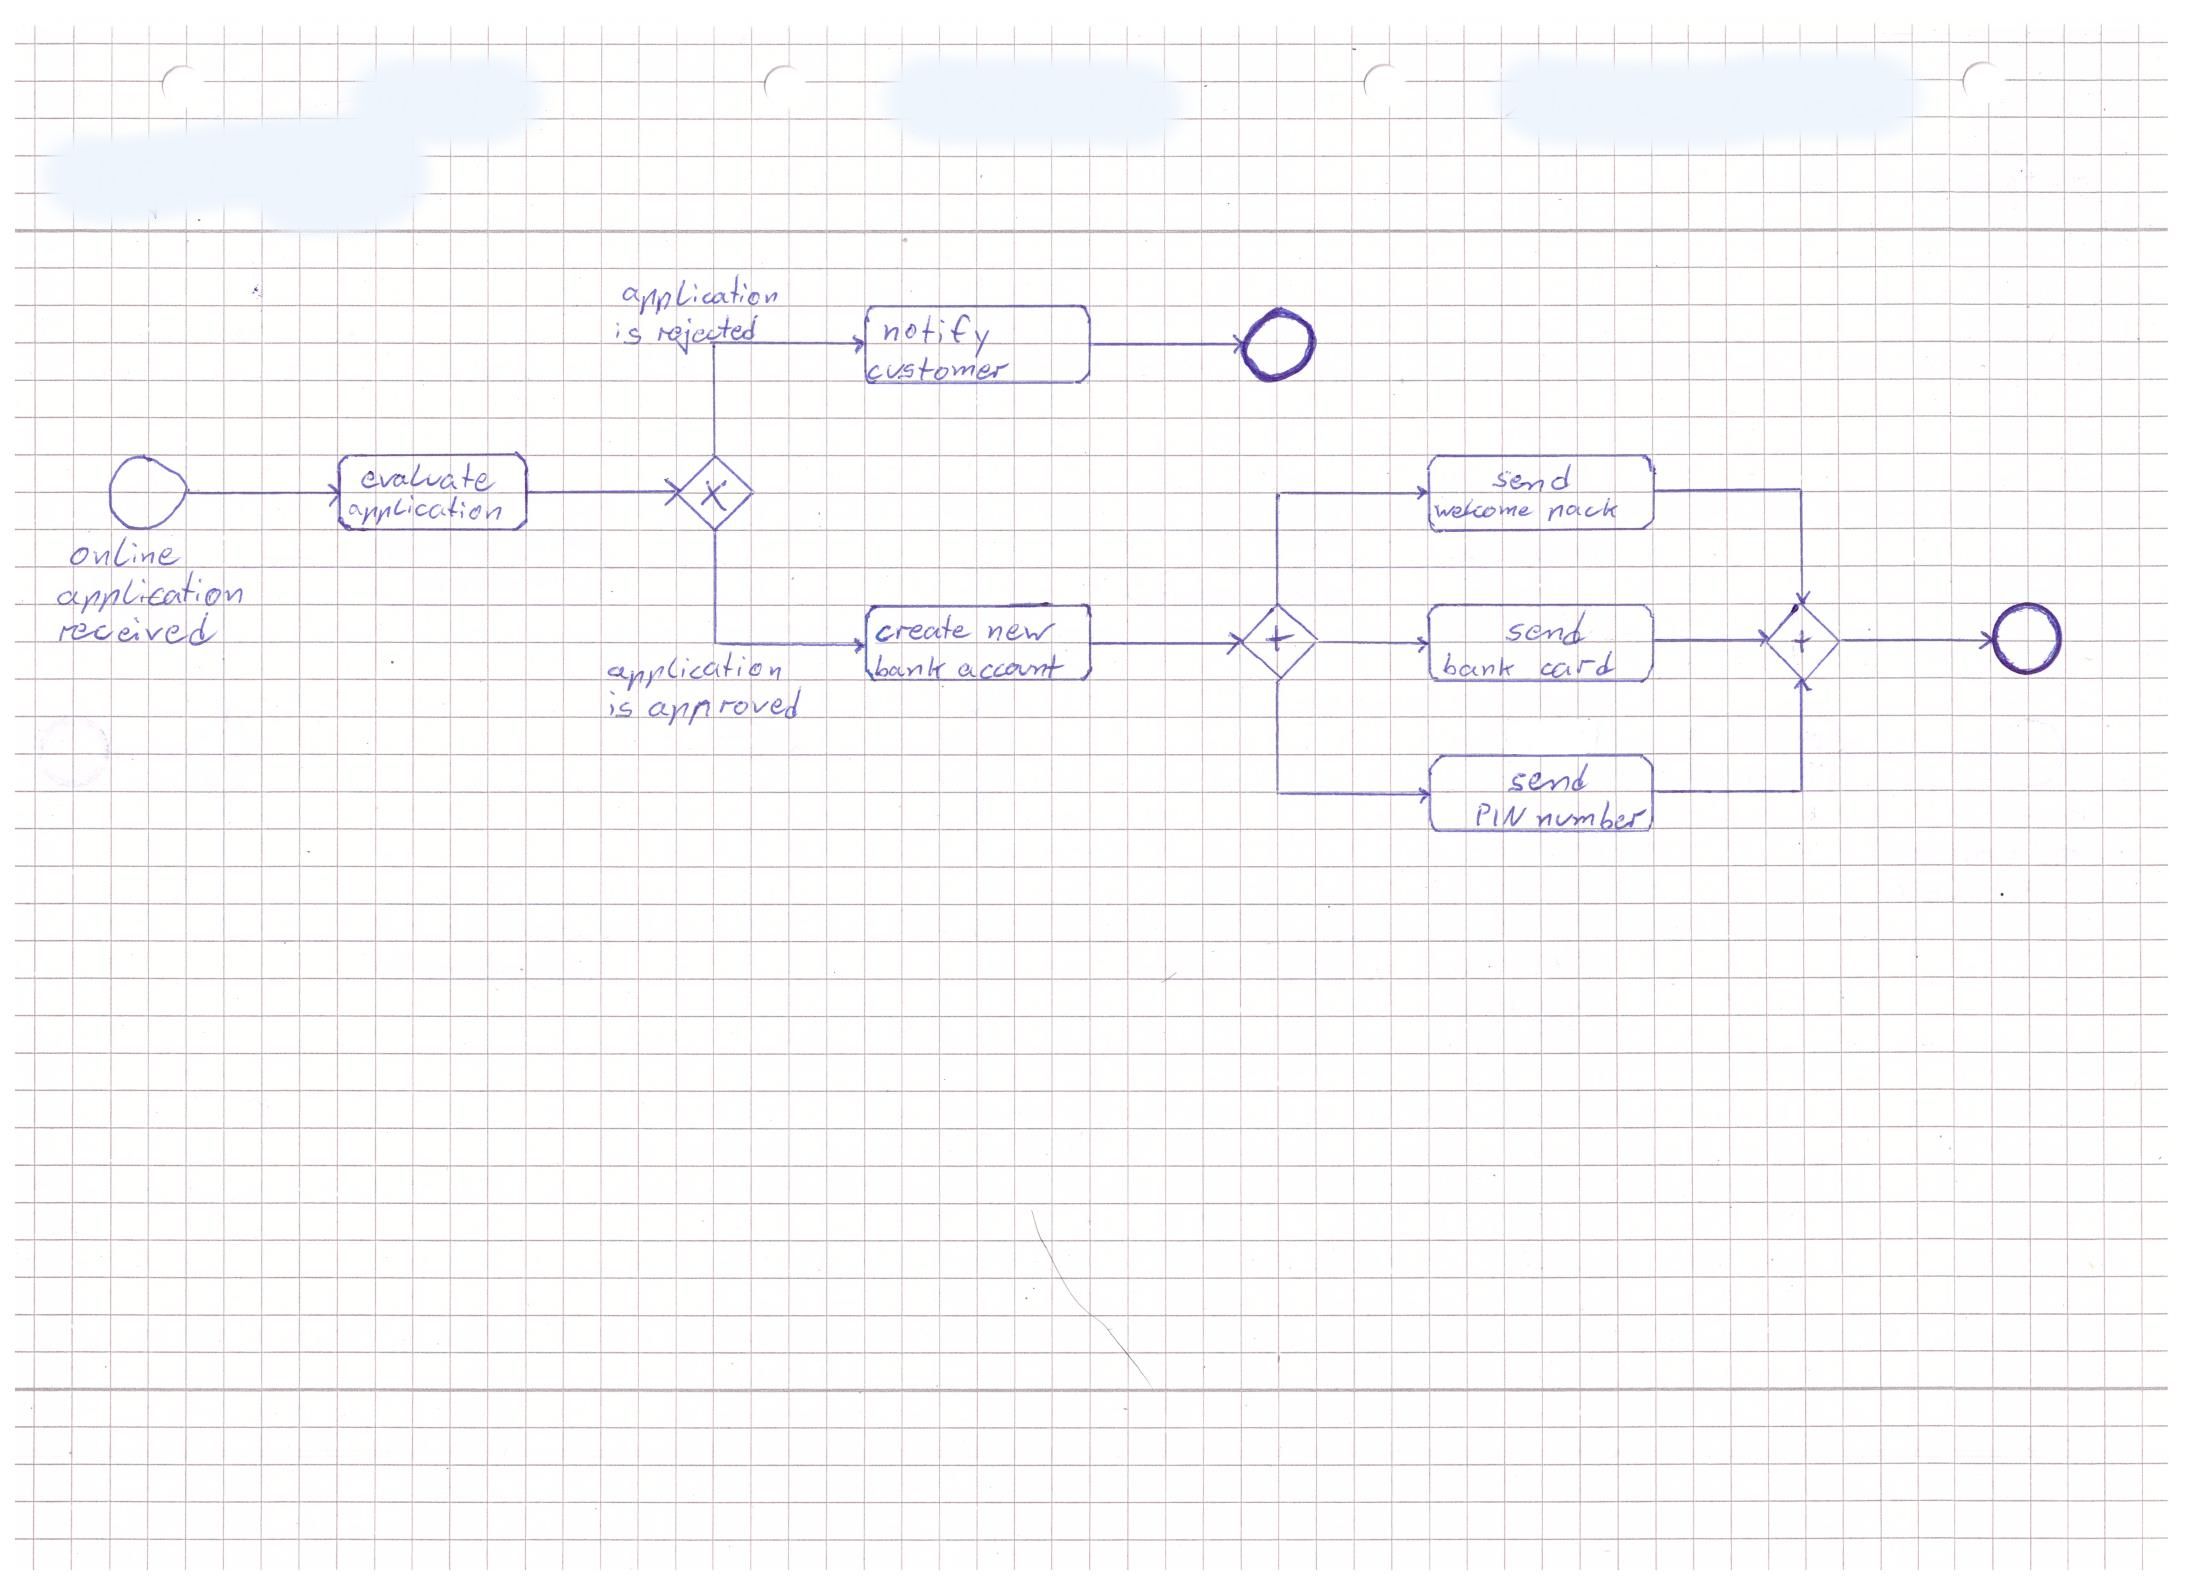 application
is rejected
notify
customer
evaluate
application
online
application
received
send
welcome pack
create new
bank account
application
is approved
send
bank card
send
PIN number